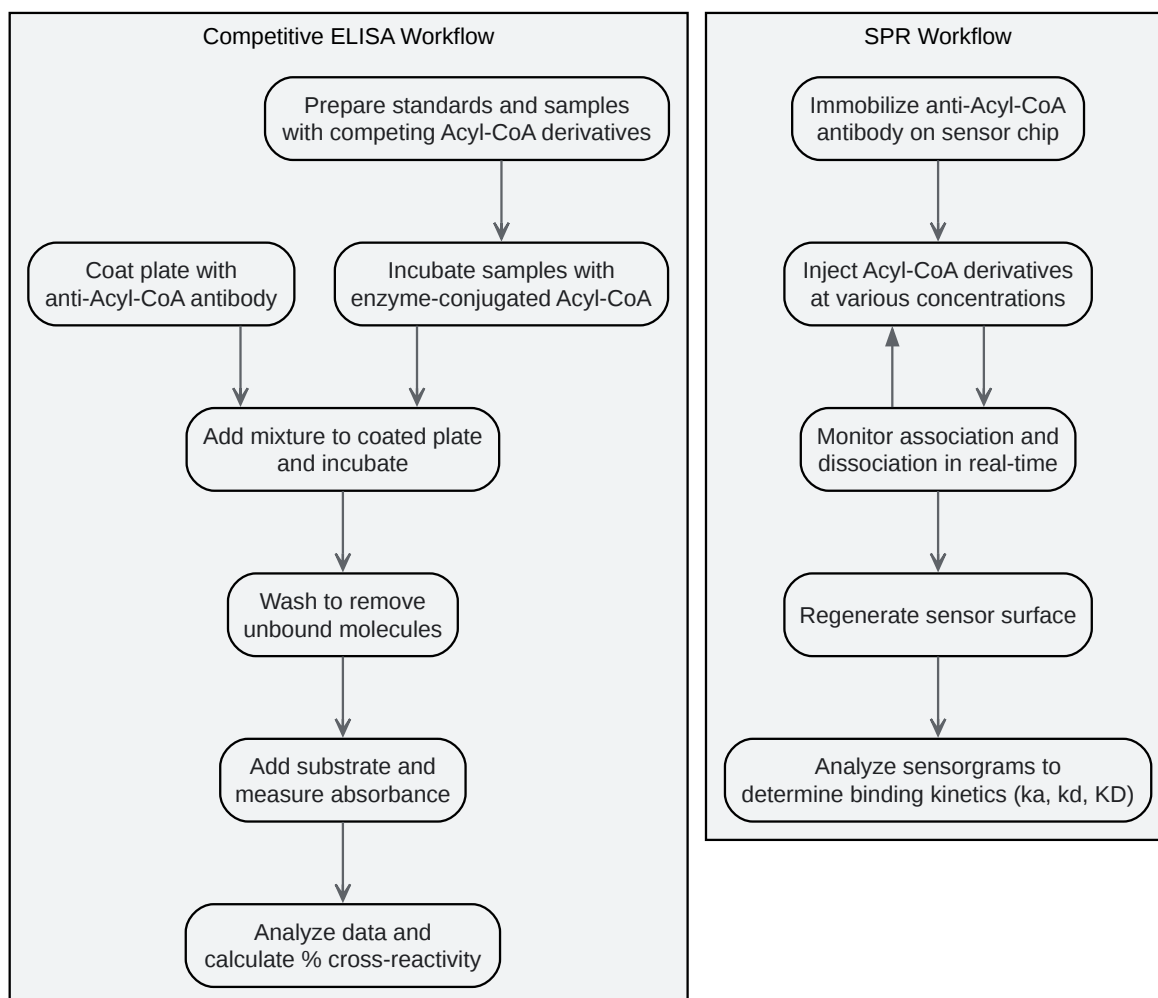 Competitive ELISA Workflow
Prepare standards and samples
with competing Acyl-CoA derivatives
Coat plate with
anti-Acyl-CoA antibody
Incubate samples with
enzyme-conjugated Acyl-CoA
Add mixture to coated plate
and incubate
Wash to remove
unbound molecules
Add substrate and
measure absorbance
Analyze data and
calculate % cross-reactivity
SPR Workflow
Immobilize anti-Acyl-CoA
antibody on sensor chip
Inject Acyl-CoA derivatives
at various concentrations
Monitor association and
dissociation in real-time
Regenerate sensor surface
Analyze sensorgrams to
determine binding kinetics (ka, kd, KD)